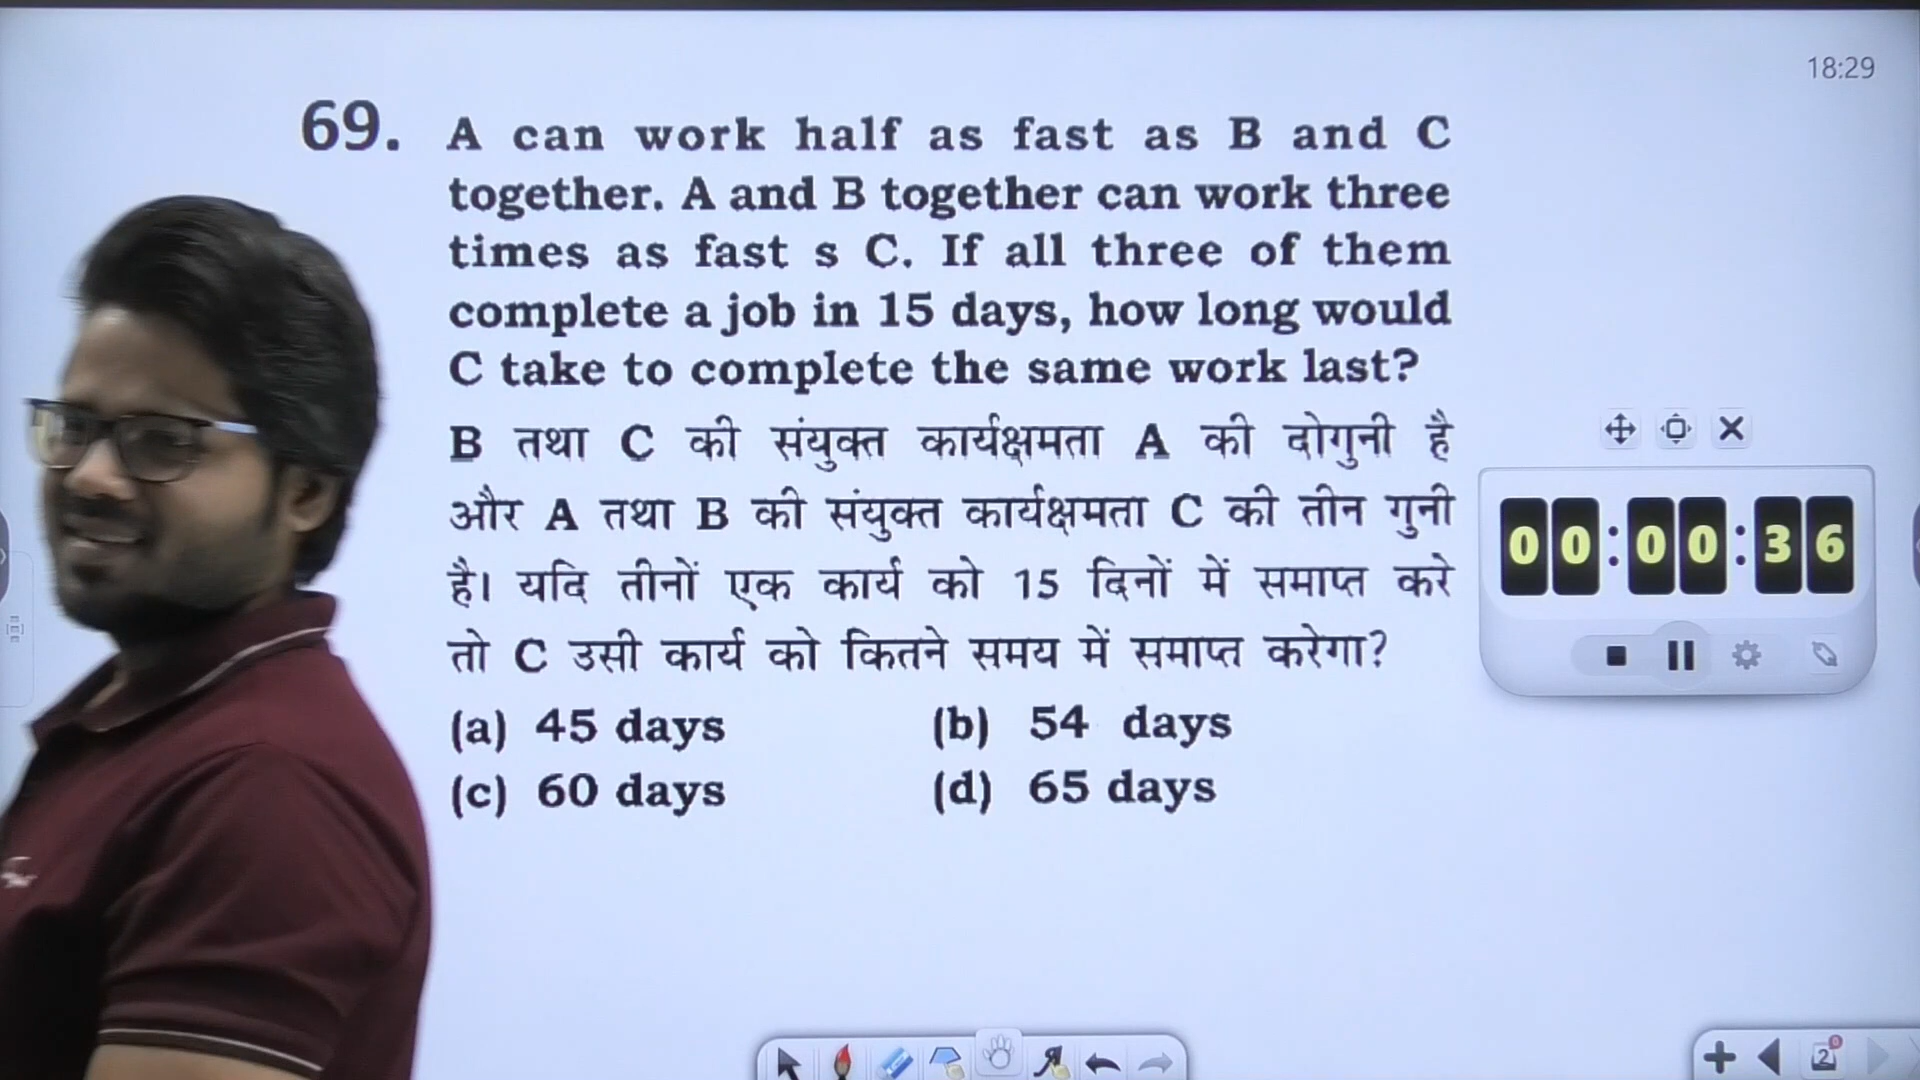 18:29
69. A can work half as fast as B and C
together. A and B together can work three
times as fast s C. If all three of them
complete a job in 15 days, how long would
C take to complete the same work last?
B तथा C की संयुक्त कार्यक्षमता A की दोगुनी है
और A तथा B की संयुक्त कार्यक्षमता C की तीन गुनी
है। यदि तीनों एक कार्य को 15 दिनों में समाप्त करे
तो C उसी कार्य को कितने समय में समाप्त करेगा?
00:00:36
(a) 45 days (b) 54 days
(c) 60 days (d) 65 days
2 0